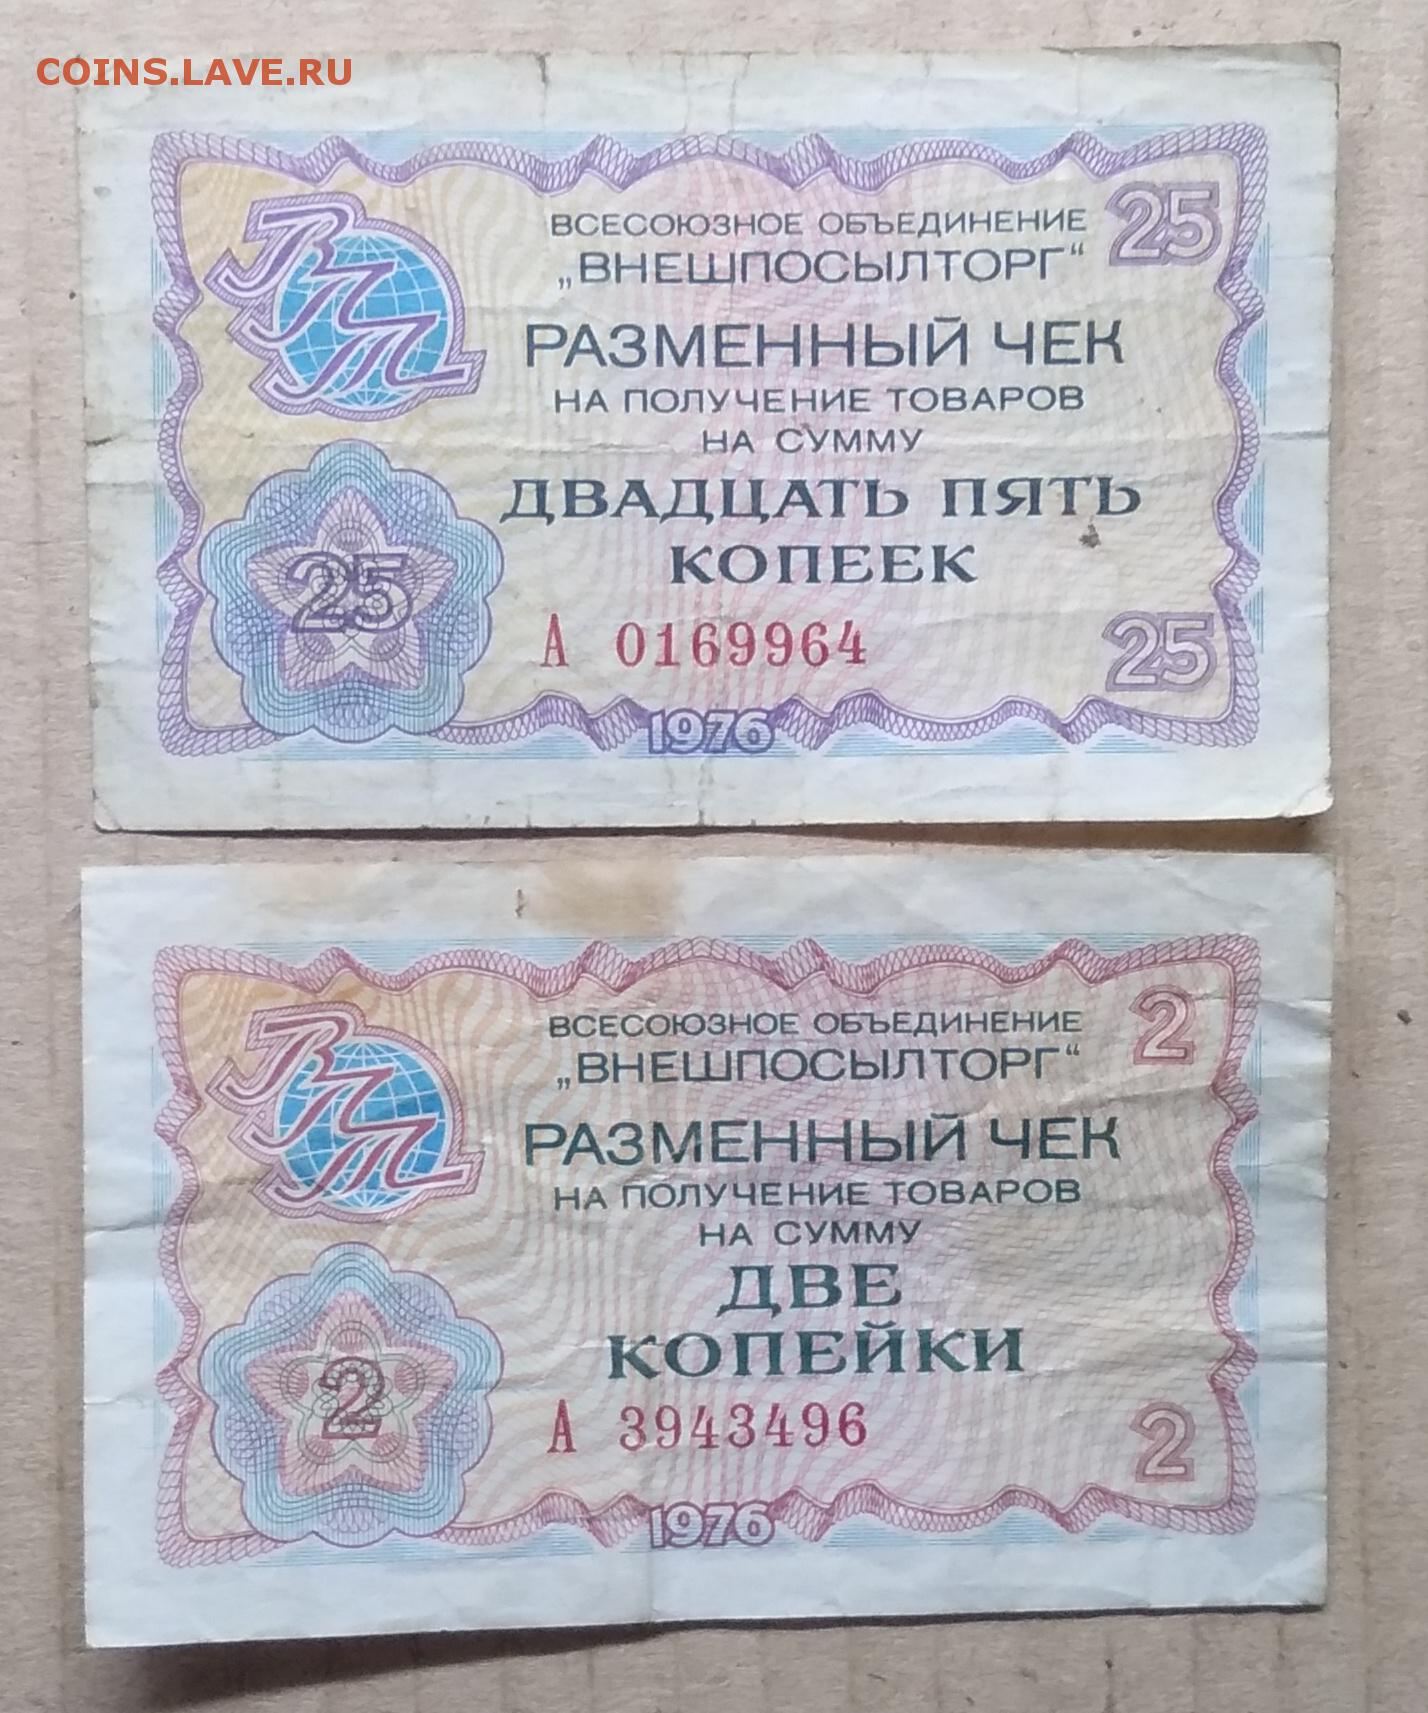 COINS.LAVE.RU
ВПТ
ВСЕСОЮЗНОЕ ОБЪЕДИНЕНИЕ
25
„ВНЕШПОСЫЛТОРГ“
РАЗМЕННЫЙ ЧЕК
НА ПОЛУЧЕНИЕ ТОВАРОВ
НА СУММУ
ДВАДЦАТЬ ПЯТЬ
КОПЕЕК
25
А 0169964
25
1976
ВПТ
ВСЕСОЮЗНОЕ ОБЪЕДИНЕНИЕ
2
„ВНЕШПОСЫЛТОРГ“
РАЗМЕННЫЙ ЧЕК
НА ПОЛУЧЕНИЕ ТОВАРОВ
НА СУММУ
ДВЕ
КОПЕЙКИ
2
А 3943496
2
1976